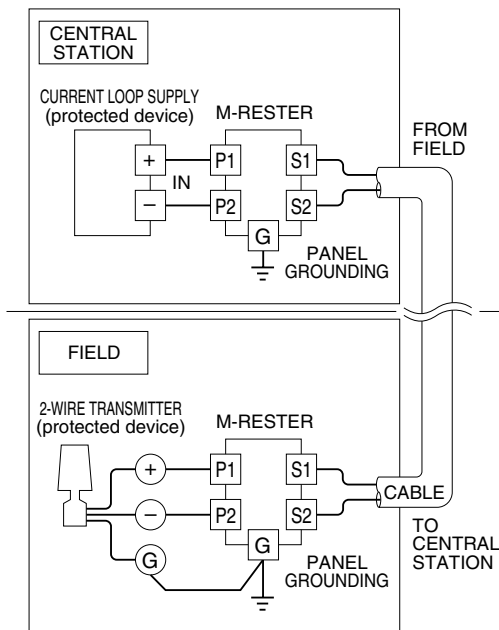 CENTRAL
STATION
CURRENT LOOP SUPPLY
(protected device)
M-RESTER
FROM
FIELD
+
P1
S1
IN
−
P2
S2
G
PANEL
GROUNDING
FIELD
2-WIRE TRANSMITTER
(protected device)
M-RESTER
+
P1
S1
−
P2
S2
CABLE
G
G
PANEL
GROUNDING
TO
CENTRAL
STATION